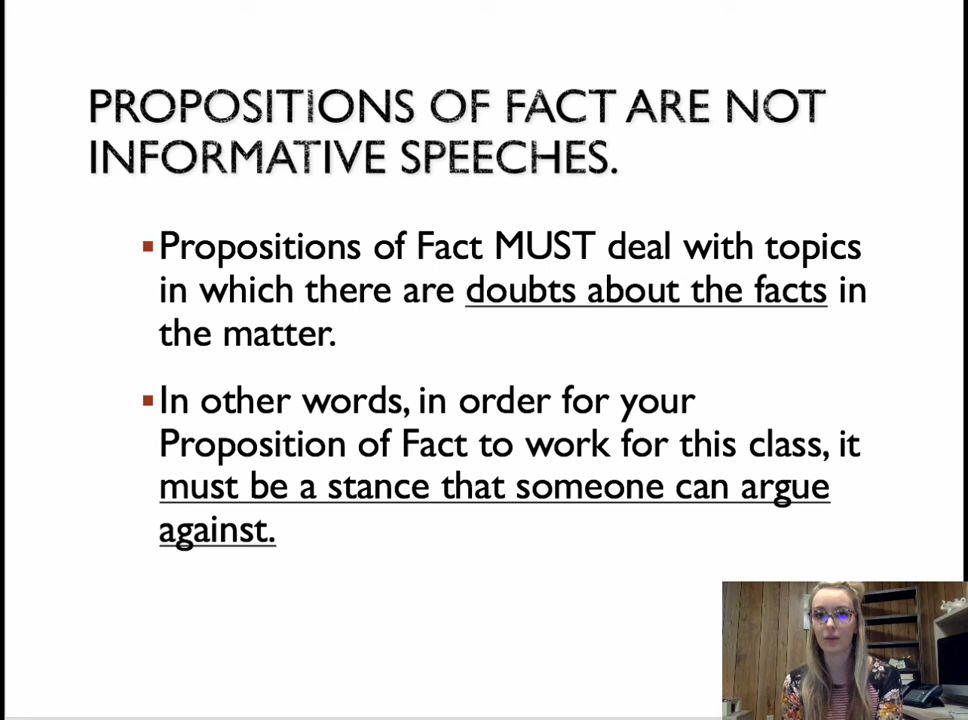 PROPOSITIONS OF FACT ARE NOT
INFORMATIVE SPEECHES.
Propositions of Fact MUST deal with topics
in which there are doubts about the facts in
the matter.
In other words, in order for your
Proposition of Fact to work for this class, it
must be a stance that someone can argue
against.